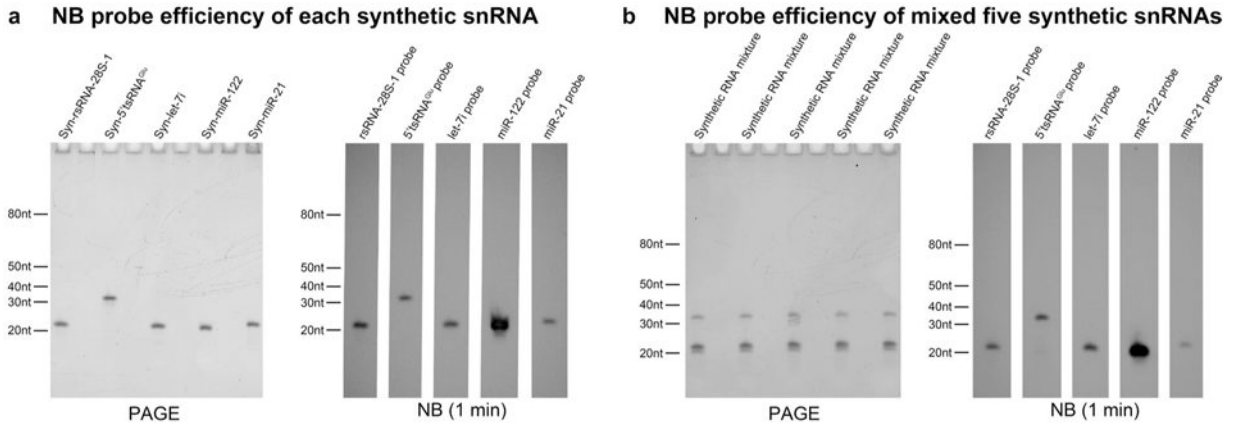 a NB probe efficiency of each synthetic snRNA
Syn-rsRNA-28S-1
Syn-5'tsRNAGlu
Syn-let-7i
Syn-miR-122
Syn-miR-21
80nt
50nt
40nt
30nt
20nt
PAGE
rsRNA-28S-1 probe
5'tsRNAGlu probe
let-7i probe
miR-122 probe
miR-21 probe
80nt
50nt
40nt
30nt
20nt
NB (1 min)
b NB probe efficiency of mixed five synthetic snRNAs
Synthetic RNA mixture
Synthetic RNA mixture
Synthetic RNA mixture
Synthetic RNA mixture
Synthetic RNA mixture
80nt
50nt
40nt
30nt
20nt
PAGE
rsRNA-28S-1 probe
5'tsRNAGlu probe
let-7i probe
miR-122 probe
miR-21 probe
80nt
50nt
40nt
30nt
20nt
NB (1 min)